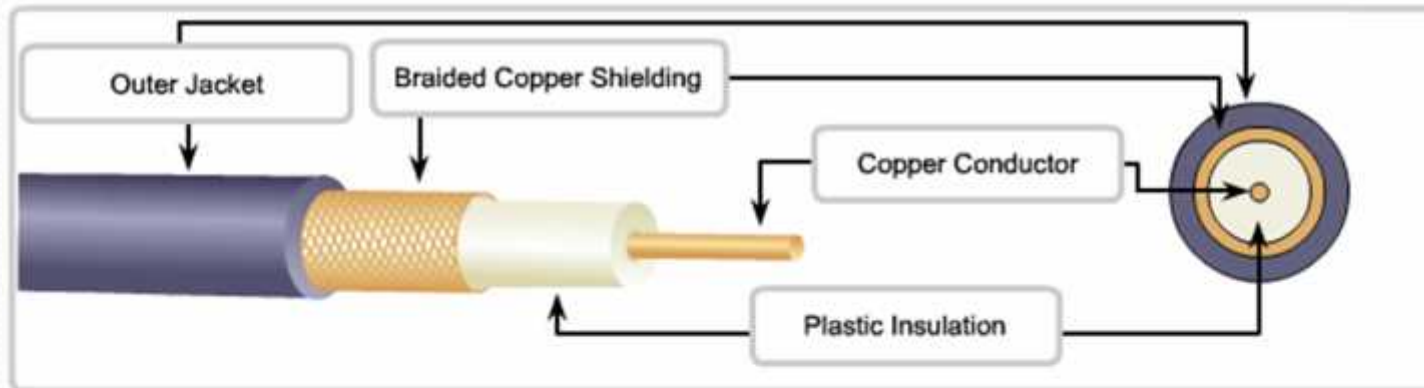 Outer Jacket
Braided Copper Shielding
Copper Conductor
Plastic Insulation